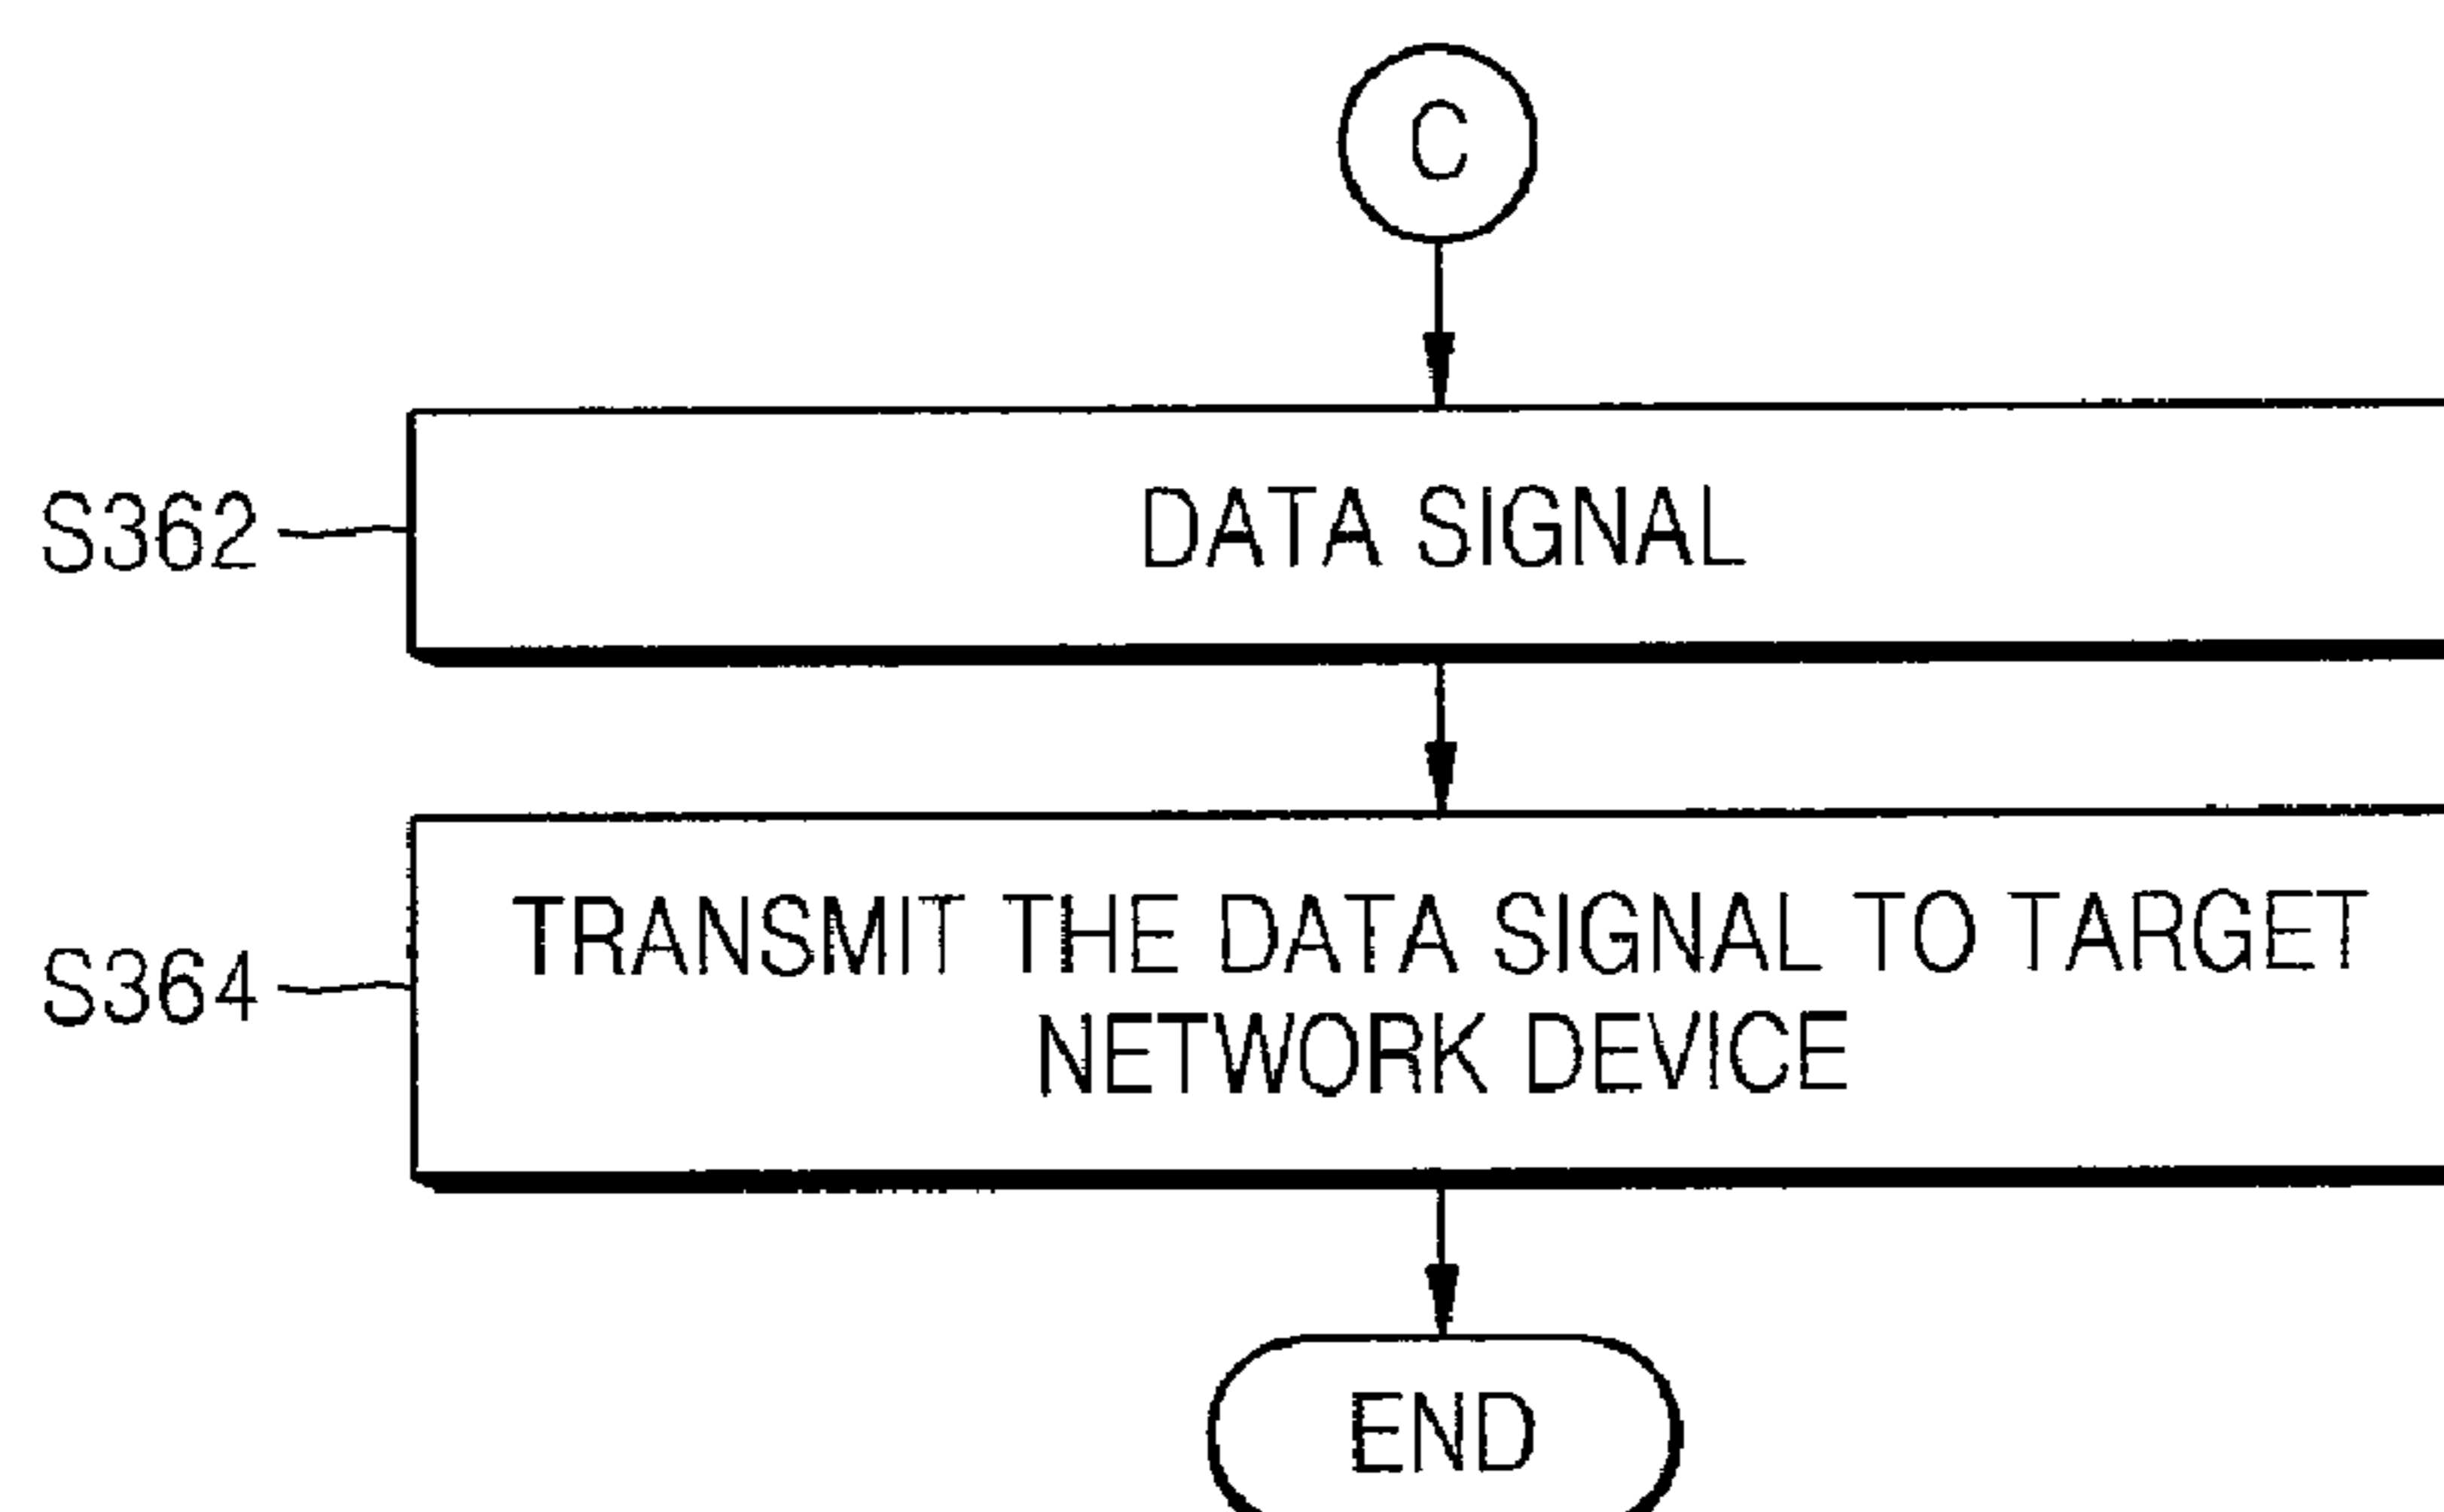 C
S362
DATA SIGNAL
S364
TRANSMIT THE DATA SIGNAL TO TARGET
NETWORK DEVICE
END